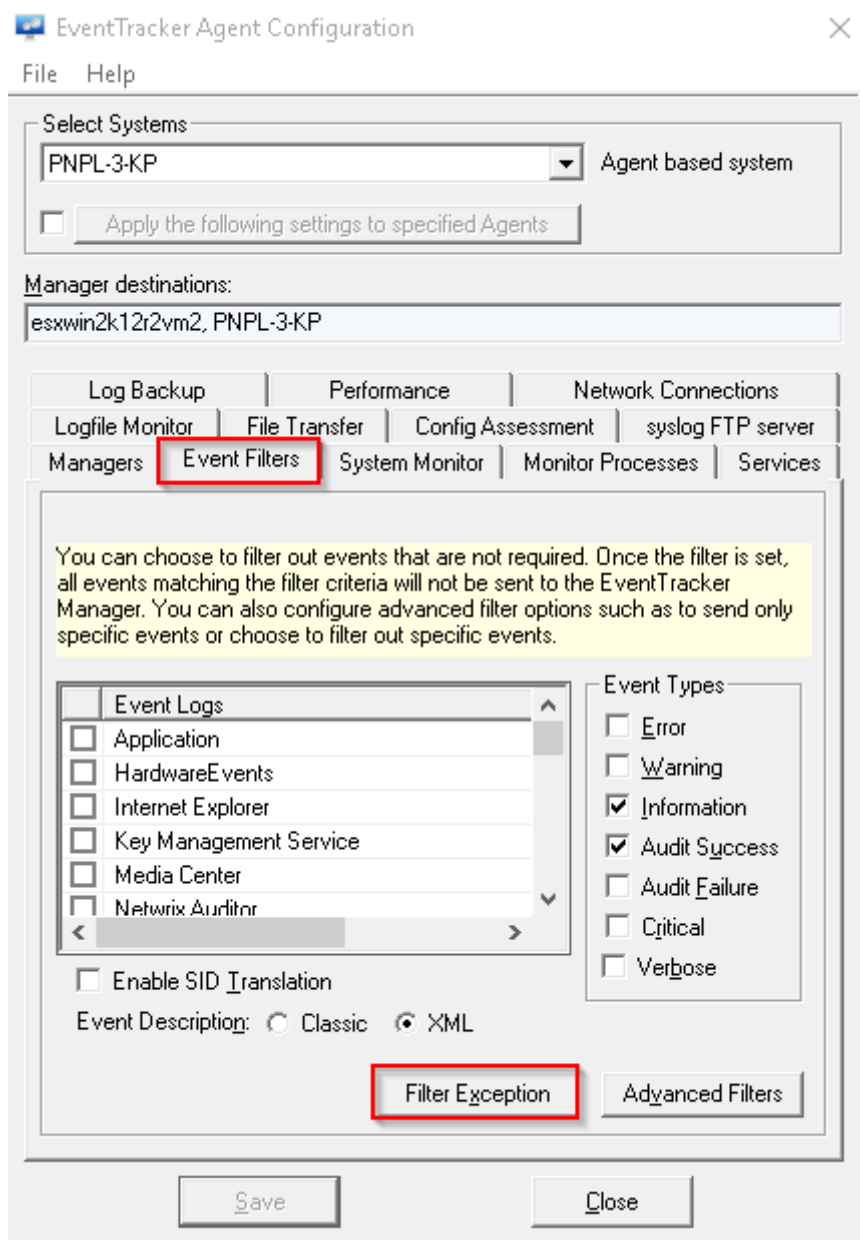 EventTracker Agent Configuration
File Help
Select Systems
PNPL-3-KP
Agent based system
Apply the following settings to specified Agents
Manager destinations:
esxwin2k12r2vm2, PNPL-3-KP
Log Backup Performance Network Connections
Logfile Monitor File Transfer Config Assessment syslog FTP server
Managers Event Filters System Monitor Monitor Processes Services
You can choose to filter out events that are not required. Once the filter is set,
all events matching the filter criteria will not be sent to the EventTracker
Manager. You can also configure advanced filter options such as to send only
specific events or choose to filter out specific events.
Event Logs
Application
HardwareEvents
Internet Explorer
Key Management Service
Media Center
Netwrix Auditor
Event Types
Error
Warning
Information
Audit Success
Audit Failure
Critical
Verbose
Enable SID Translation
Event Description: Classic XML
Filter Exception Advanced Filters
Save Close